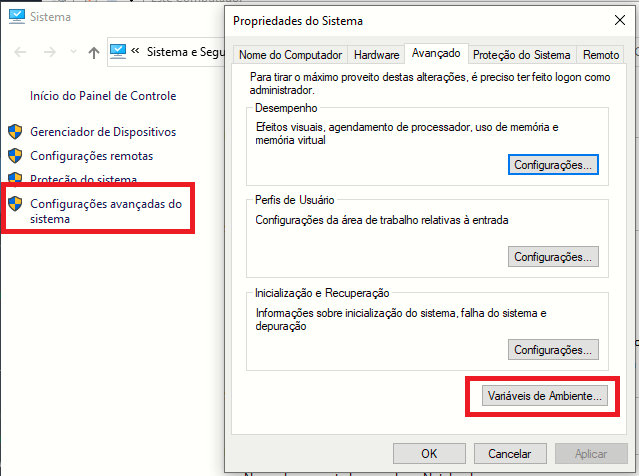 Este Computador
Sistema
Sistema e Segu
Início do Painel de Controle
Gerenciador de Dispositivos
Configurações remotas
Proteção do sistema
Configurações avançadas do
sistema
Propriedades do Sistema
Nome do Computador
Hardware
Avançado
Proteção do Sistema
Remoto
Para tirar o máximo proveito destas alterações, é preciso ter feito logon como
administrador.
Desempenho
Efeitos visuais, agendamento de processador, uso de memória e
memória virtual
Configurações...
Perfis de Usuário
Configurações da área de trabalho relativas à entrada
Configurações...
Inicialização e Recuperação
Informações sobre inicialização do sistema, falha do sistema e
depuração
Configurações...
Variáveis de Ambiente...
OK
Cancelar
Aplicar